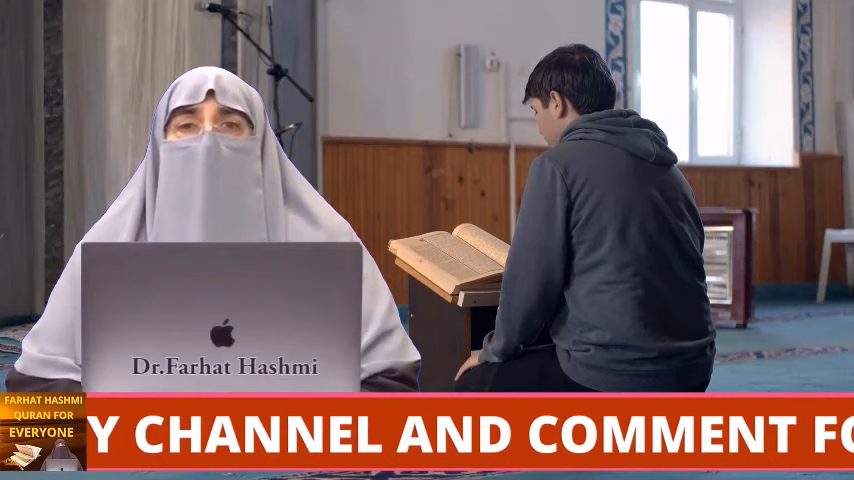 Dr.Farhat Hashmi
FARHAT HASHMI
QURAN FOR
EVERYONE
Y CHANNEL AND COMMENT FO